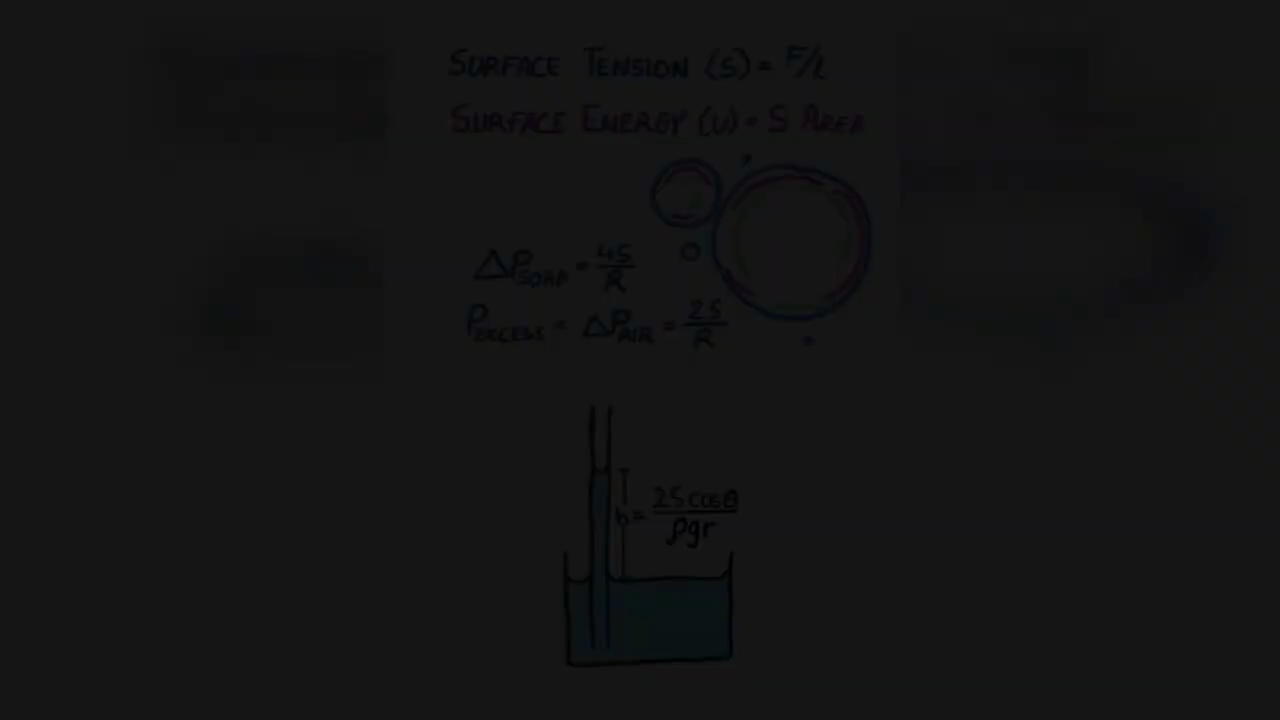 SURFACE TENSION (S) = F/L
SURFACE ENERGY (U) = S AREA
ΔP_SOAP = 4S/R
P_EXCESS = ΔP_AIR = 2S/R
h = 2S cosθ/ρgr